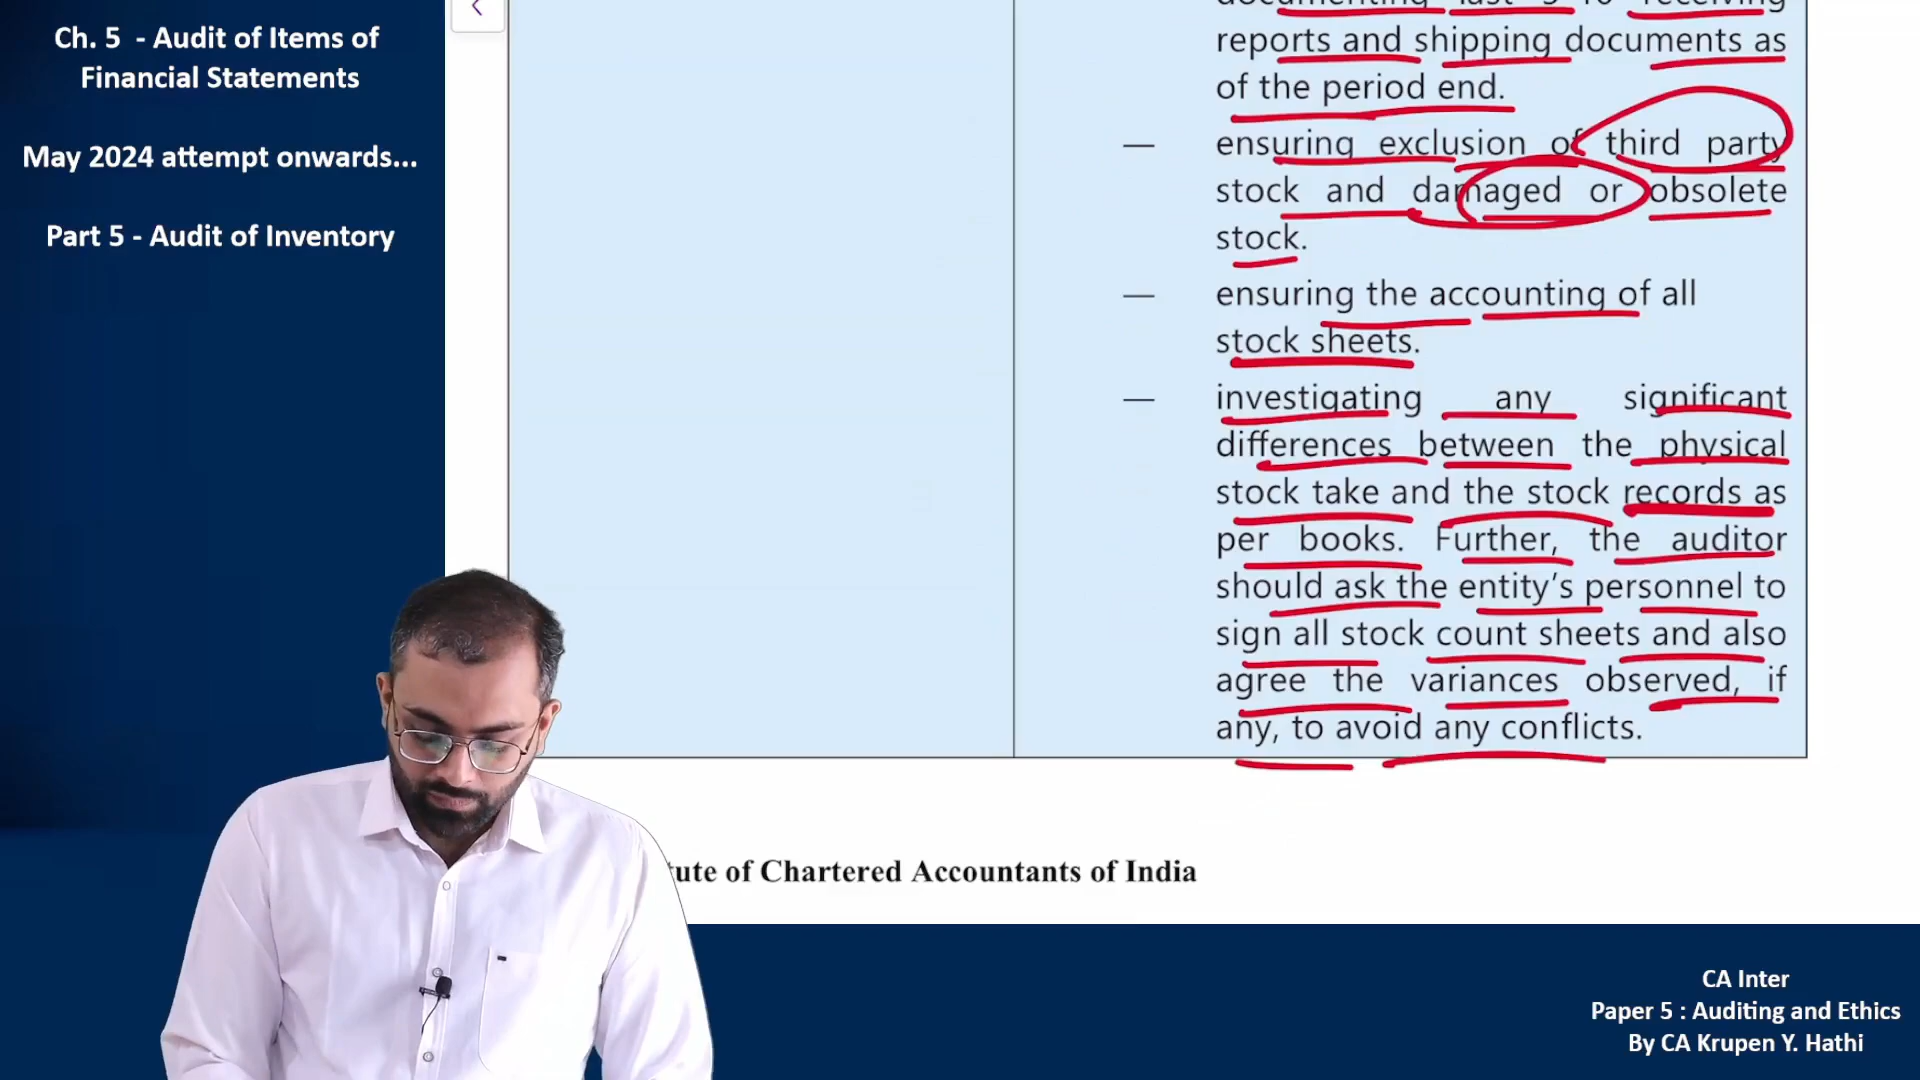 Ch. 5 - Audit of Items of
Financial Statements
May 2024 attempt onwards...
Part 5 - Audit of Inventory
documenting last 5
receiving
reports and shipping documents as
of the period end.
— ensuring exclusion of third party
stock and damaged or obsolete
stock.
— ensuring the accounting of all
stock sheets.
— investigating any significant
differences between the physical
stock take and the stock records as
per books. Further, the auditor
should ask the entity’s personnel to
sign all stock count sheets and also
agree the variances observed, if
any, to avoid any conflicts.
tute of Chartered Accountants of India
CA Inter
Paper 5 : Auditing and Ethics
By CA Krupen Y. Hathi